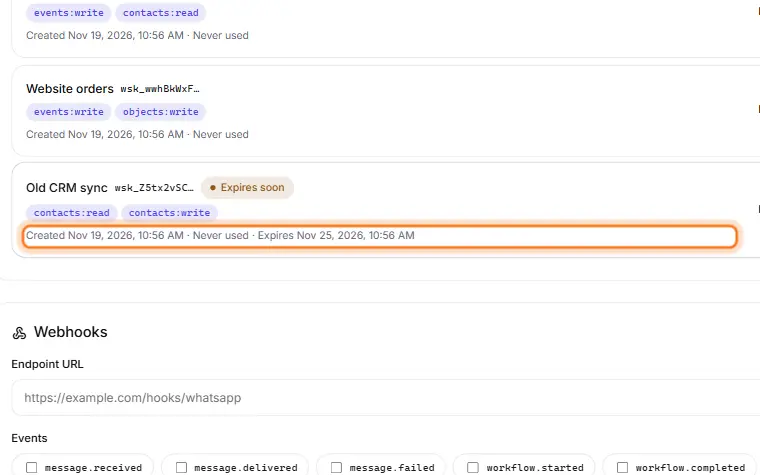 events:write contacts:read
Created Nov 19, 2026, 10:56 AM · Never used
Website orders wsk_wwhBkWxF…
events:write objects:write
Created Nov 19, 2026, 10:56 AM · Never used
Old CRM sync wsk_Z5tx2vSC… Expires soon
contacts:read contacts:write
Created Nov 19, 2026, 10:56 AM · Never used · Expires Nov 25, 2026, 10:56 AM
Webhooks
Endpoint URL
https://example.com/hooks/whatsapp
Events
message.received message.delivered message.failed workflow.started workflow.completed